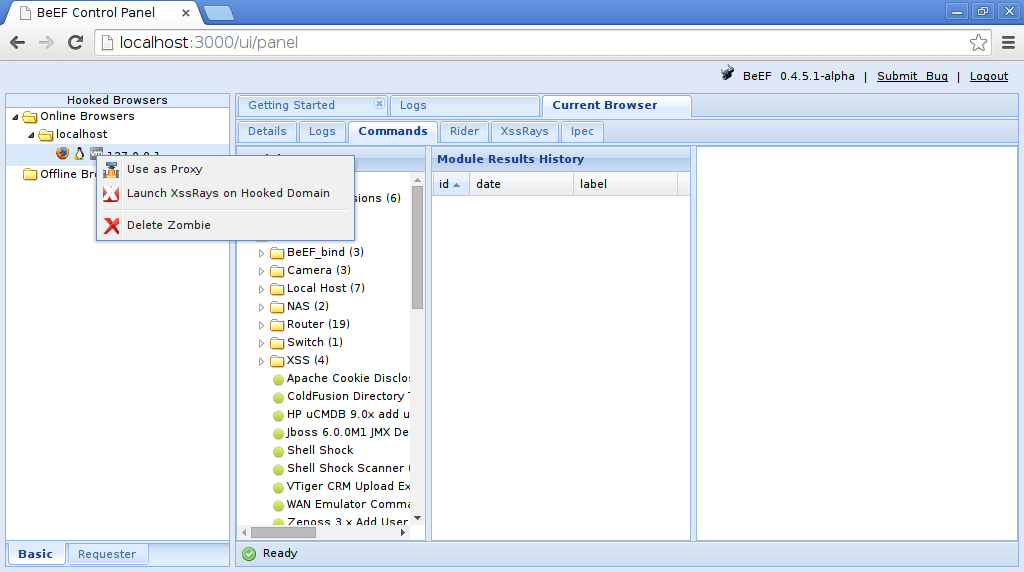 BeEF Control Panel
localhost:3000/ui/panel
BeEF 0.4.5.1-alpha | Submit Bug | Logout
Hooked Browsers
Online Browsers
localhost
Offline
Use as Proxy
Launch XssRays on Hooked Domain
Delete Zombie
Basic
Requester
Getting Started
Logs
Current Browser
Details
Logs
Commands
Rider
XssRays
Ipec
(6)
BeEF_bind (3)
Camera (3)
Local Host (7)
NAS (2)
Router (19)
Switch (1)
XSS (4)
Apache Cookie Disclos
ColdFusion Directory T
HP uCMDB 9.0x add u
Jboss 6.0.0M1 JMX De
Shell Shock
Shell Shock Scanner (
VTiger CRM Upload Ex
WAN Emulator Comma
Zenoss 3.x Add User
Module Results History
id
date
label
Ready